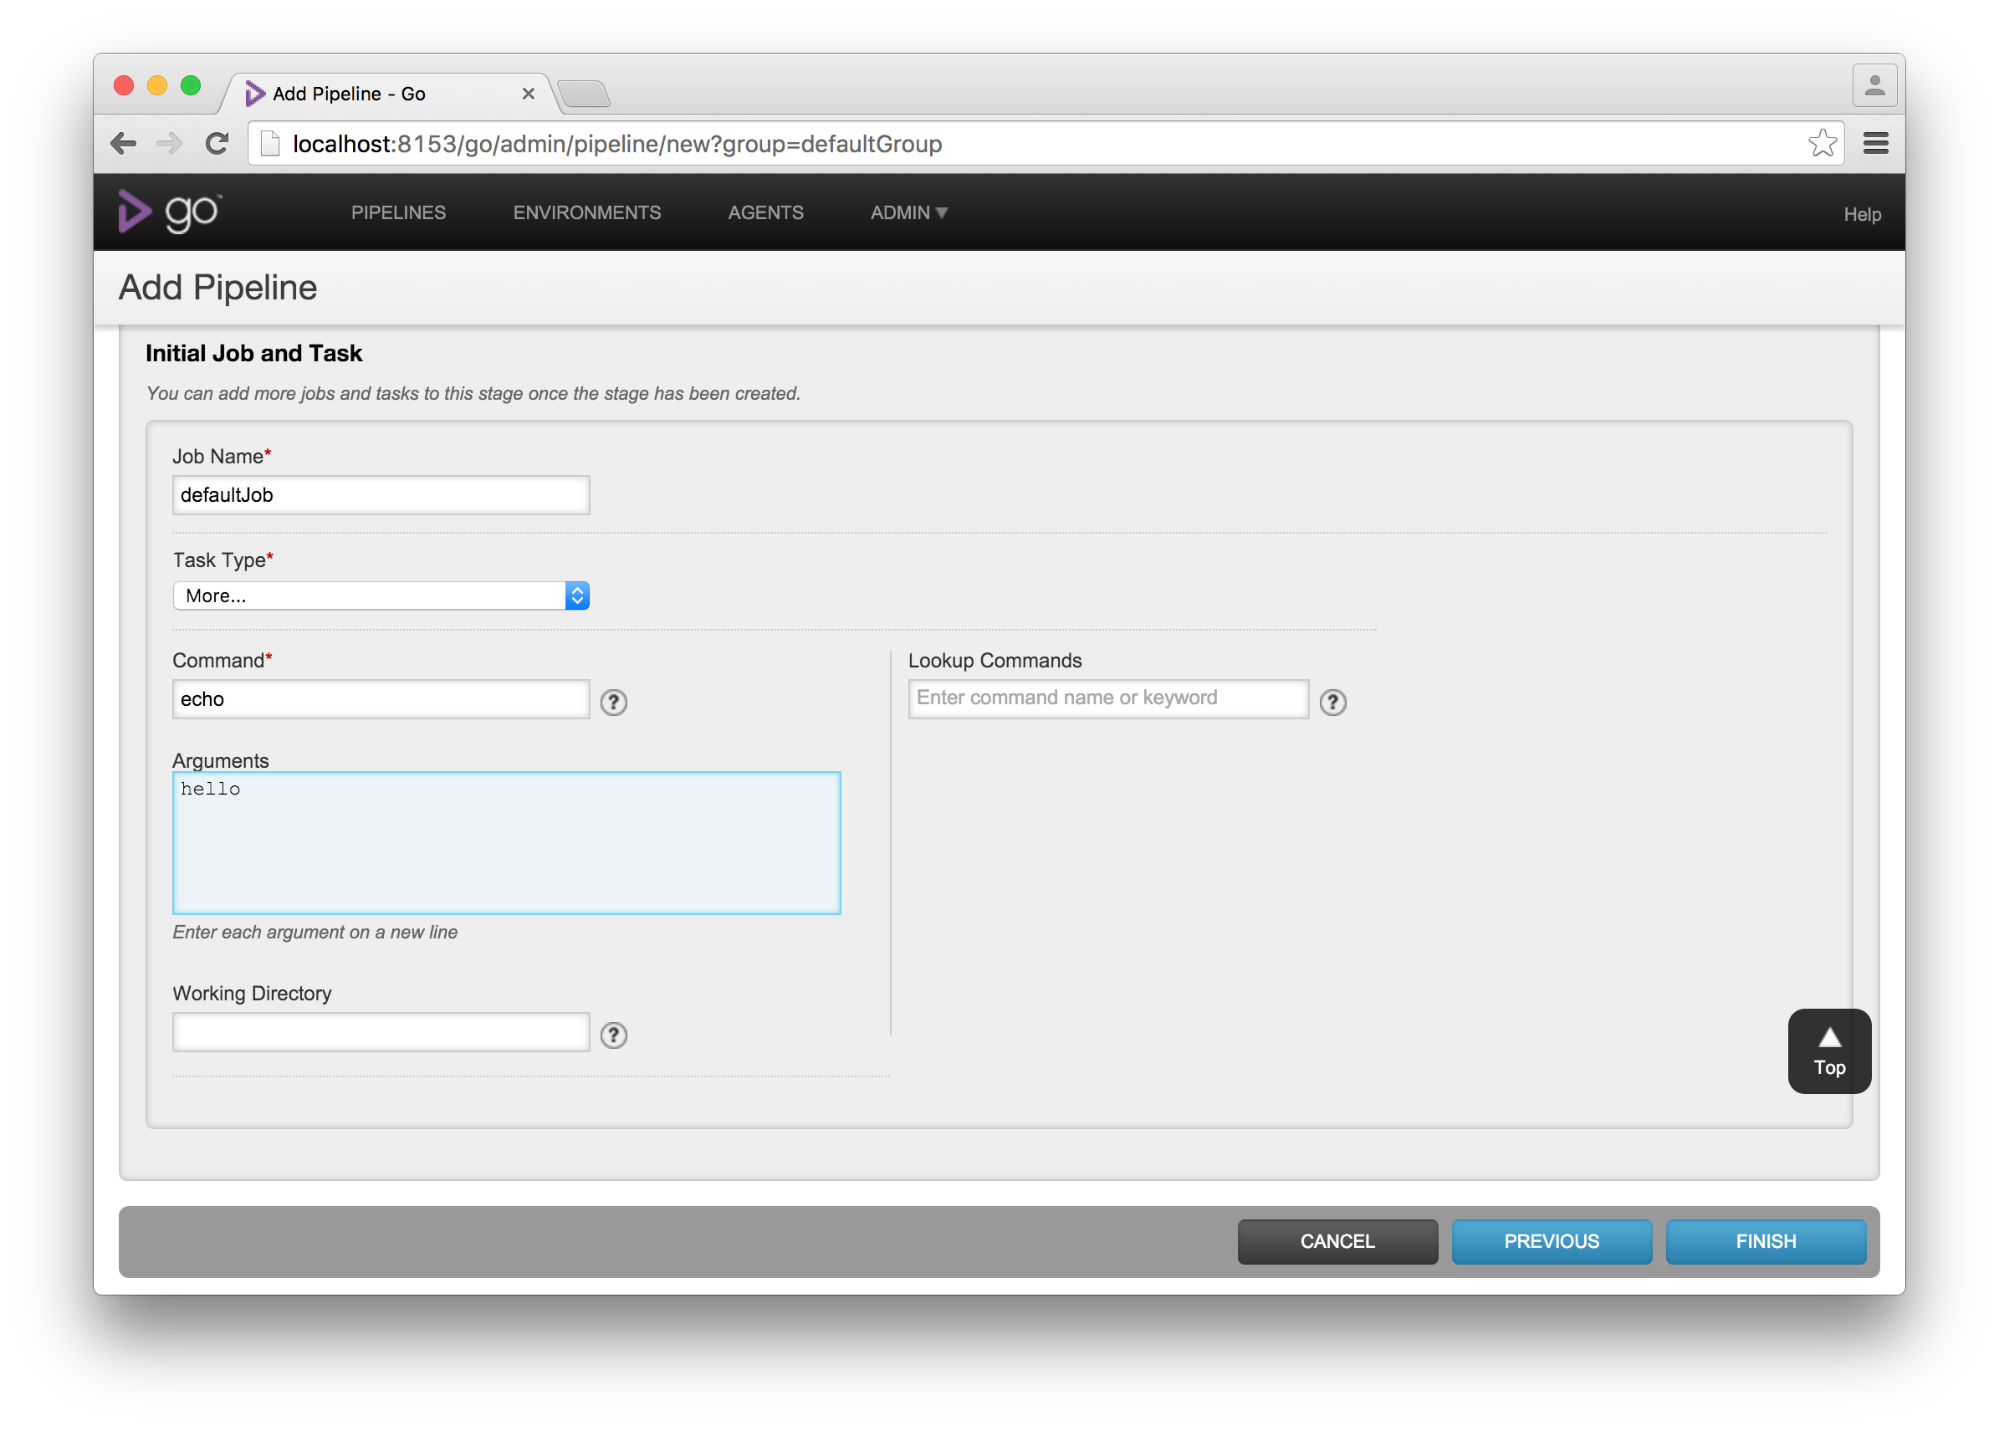 Add Pipeline - Go
localhost:8153/go/admin/pipeline/new?group=defaultGroup
go™ PIPELINES ENVIRONMENTS AGENTS ADMIN▼ Help
Add Pipeline
Initial Job and Task
You can add more jobs and tasks to this stage once the stage has been created.
Job Name*
defaultJob
Task Type*
More...
Command*
echo
Lookup Commands
Enter command name or keyword
Arguments
hello
Enter each argument on a new line
Working Directory
Top
CANCEL PREVIOUS FINISH